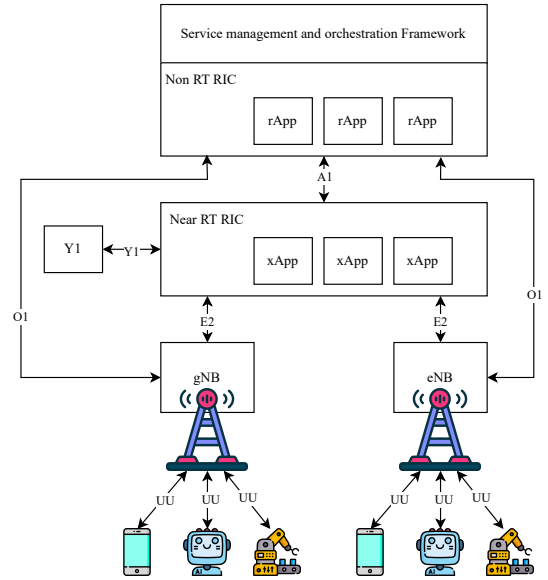 Service management and orchestration Framework
Non RT RIC
rApp
rApp
rApp
A1
Near RT RIC
Y1
Y1
xApp
xApp
xApp
O1
O1
E2
E2
gNB
eNB
UU
UU
UU
UU
UU
UU
AI
AI